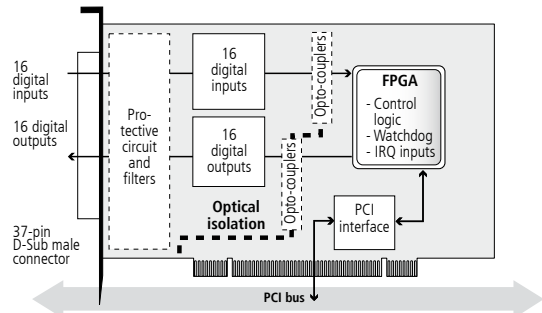 16
digital
inputs
16 digital
outputs
37-pin
D-Sub male
connector
Pro-
tective
circuit
and
filters
16
digital
inputs
16
digital
outputs
Opto-couplers
Opto-couplers
Optical
isolation
FPGA
- Control
logic
- Watchdog
- IRQ inputs
PCI
interface
PCI bus